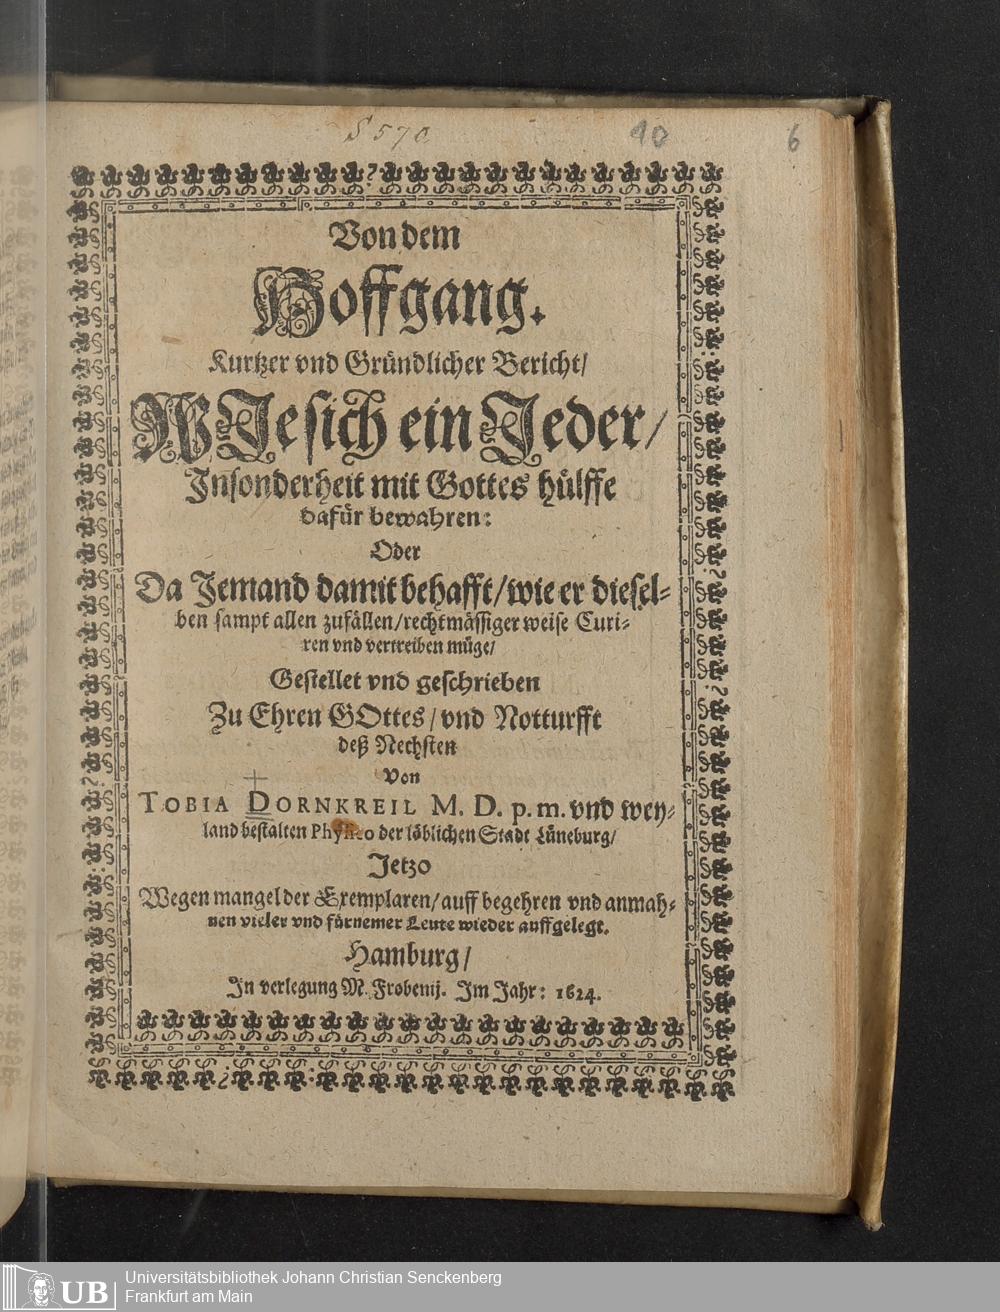 S 570
40
6
Von dem
Hoffgang.
Kurtzer vnd Gründlicher Bericht/
WJe sich ein Jeder/
Jnsonderheit mit Gottes hülffe
dafür bewahren:
Oder
Da Jemand damit behafft/wie er diesel-
ben sampt allen zufällen/rechtmässiger weise Curi-
ren vnd vertreiben müge/
Gestellet vnd geschrieben
Zu Ehren GOttes/vnd Notturfft
deß Nechsten
Von
TOBIA DORNKREIL M. D. p. m. vnd wey-
land bestalten Physico der löblichen Stadt Lüneburg/
Jetzo
Wegen mangel der Exemplaren/auff begehren vnd anmah-
nen vieler vnd fürnemer Leute wieder auffgelegt.
Hamburg/
Jn verlegung M. Frobenij. Jm Jahr: 1624.
UB
Universitätsbibliothek Johann Christian Senckenberg
Frankfurt am Main